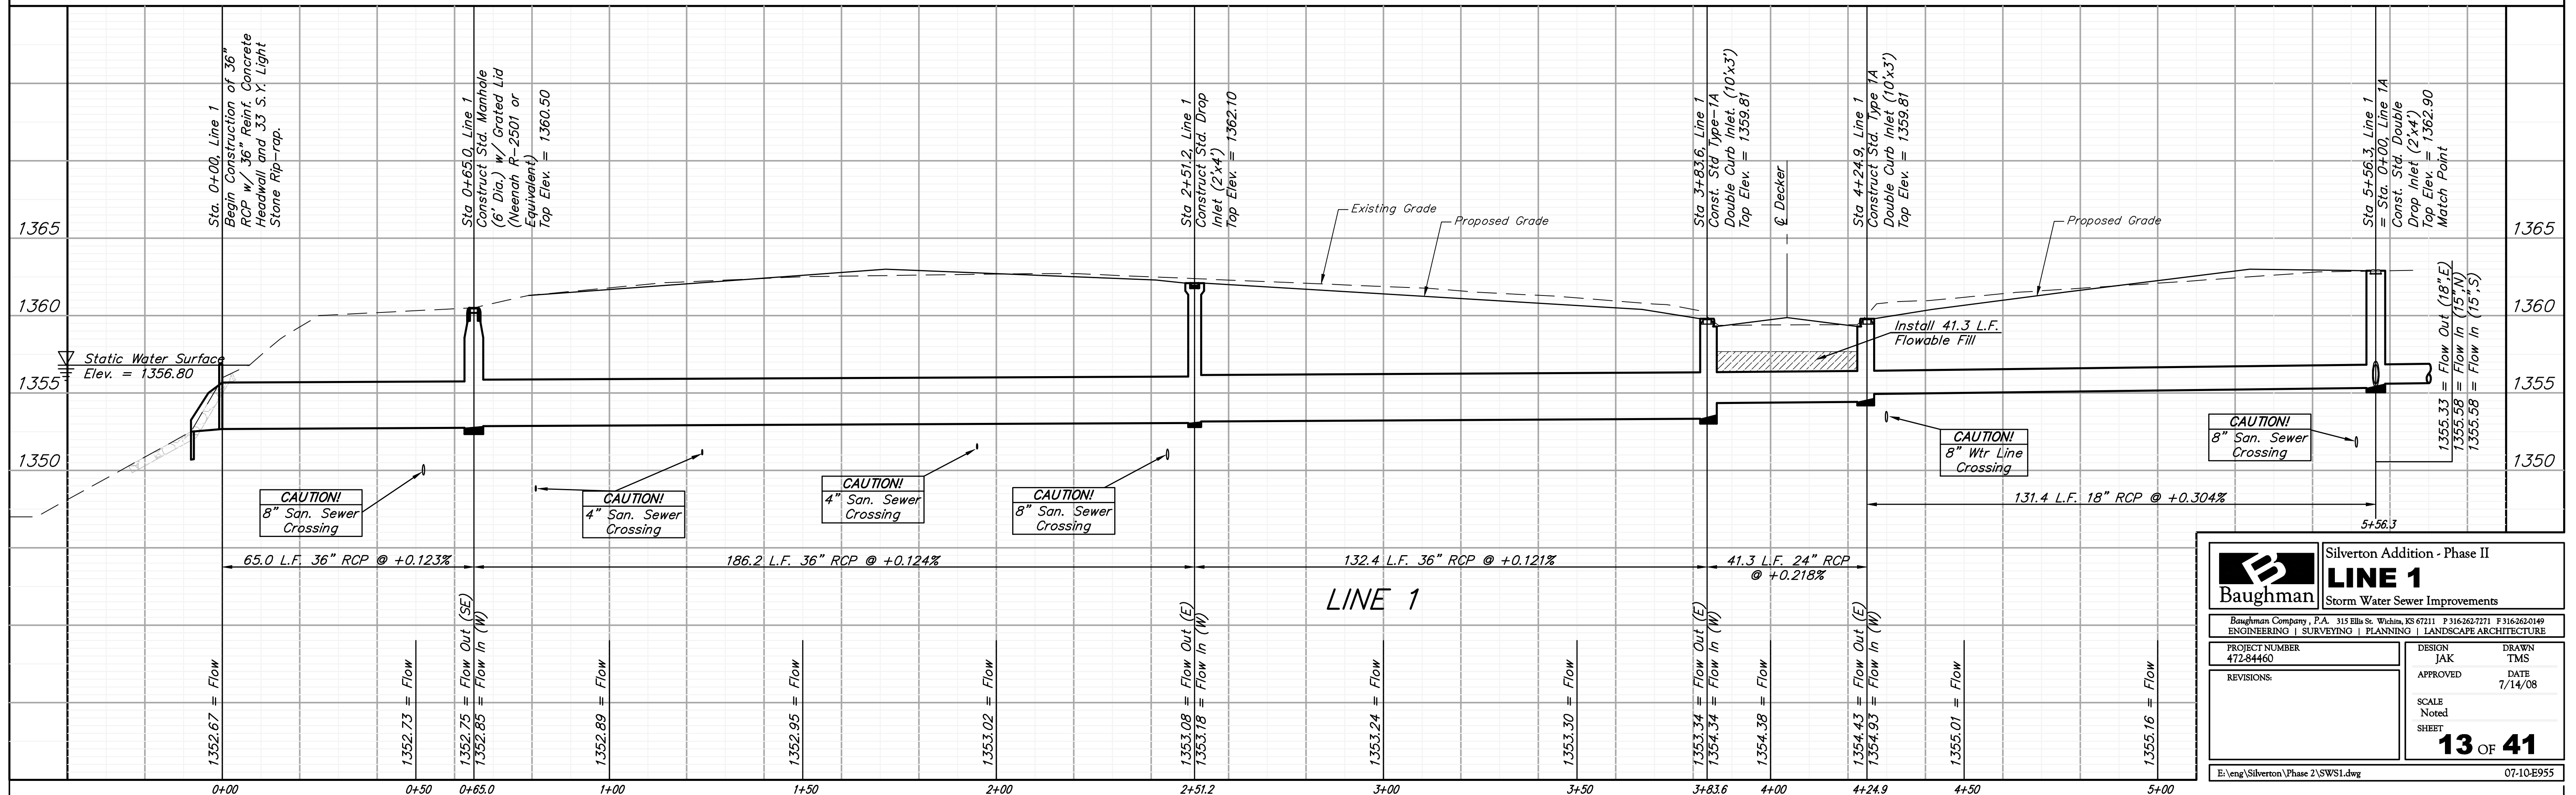 Sta. 0+00, Line 1
Begin Construction of 36"
RCP w/ 36" Reinf. Concrete
Headwall and 33 S.Y. Light
Stone Rip-rap.
Sta 0+65.0, Line 1
Construct Std. Manhole
(6' Dia.) w/ Grated Lid
(Neenah R-2501 or
Equivalent)
Top Elev. = 1360.50
Sta 2+51.2, Line 1
Construct Std. Drop
Inlet (2'x4')
Top Elev. = 1362.10
Sta 3+83.6, Line 1
Const. Std Type-1A
Double Curb Inlet. (10'x3')
Top Elev. = 1359.81
℄ Decker
Sta 4+24.9, Line 1
Construct Std. Type 1A
Double Curb Inlet (10'x3')
Top Elev. = 1359.81
Sta 5+56.3, Line 1
= Sta. 0+00, Line 1A
Const. Std. Double
Drop Inlet (2'x4')
Top Elev. = 1362.90
Match Point
1365
1360
1355
1350
1365
1360
1355
1350
Existing Grade
Proposed Grade
Proposed Grade
Static Water Surface
Elev. = 1356.80
Install 41.3 L.F.
Flowable Fill
1355.33 = Flow Out (18",E)
1355.58 = Flow In (15",N)
1355.58 = Flow In (15",S)
CAUTION!
8" San. Sewer
Crossing
CAUTION!
4" San. Sewer
Crossing
CAUTION!
4" San. Sewer
Crossing
CAUTION!
8" San. Sewer
Crossing
CAUTION!
8" Wtr Line
Crossing
CAUTION!
8" San. Sewer
Crossing
65.0 L.F. 36" RCP @ +0.123%
186.2 L.F. 36" RCP @ +0.124%
132.4 L.F. 36" RCP @ +0.121%
41.3 L.F. 24" RCP
@ +0.218%
131.4 L.F. 18" RCP @ +0.304%
5+56.3
LINE 1
1352.67 = Flow
1352.73 = Flow
1352.75 = Flow Out (SE)
1352.85 = Flow In (W)
1352.89 = Flow
1352.95 = Flow
1353.02 = Flow
1353.08 = Flow Out (E)
1353.18 = Flow In (W)
1353.24 = Flow
1353.30 = Flow
1353.34 = Flow Out (E)
1354.34 = Flow In (W)
1354.38 = Flow
1354.43 = Flow Out (E)
1354.93 = Flow In (W)
1355.01 = Flow
1355.16 = Flow
0+00
0+50
0+65.0
1+00
1+50
2+00
2+51.2
3+00
3+50
3+83.6
4+00
4+24.9
4+50
5+00
Baughman
Silverton Addition - Phase II
LINE 1
Storm Water Sewer Improvements
Baughman Company, P.A. 315 Ellis St. Wichita, KS 67211 P 316-262-7271 F 316-262-0149
ENGINEERING | SURVEYING | PLANNING | LANDSCAPE ARCHITECTURE
PROJECT NUMBER
472-84460
REVISIONS:
DESIGN
JAK
DRAWN
TMS
APPROVED
DATE
7/14/08
SCALE
Noted
SHEET
13 OF 41
E:\eng\Silverton\Phase 2\SWS1.dwg
07-10-E955